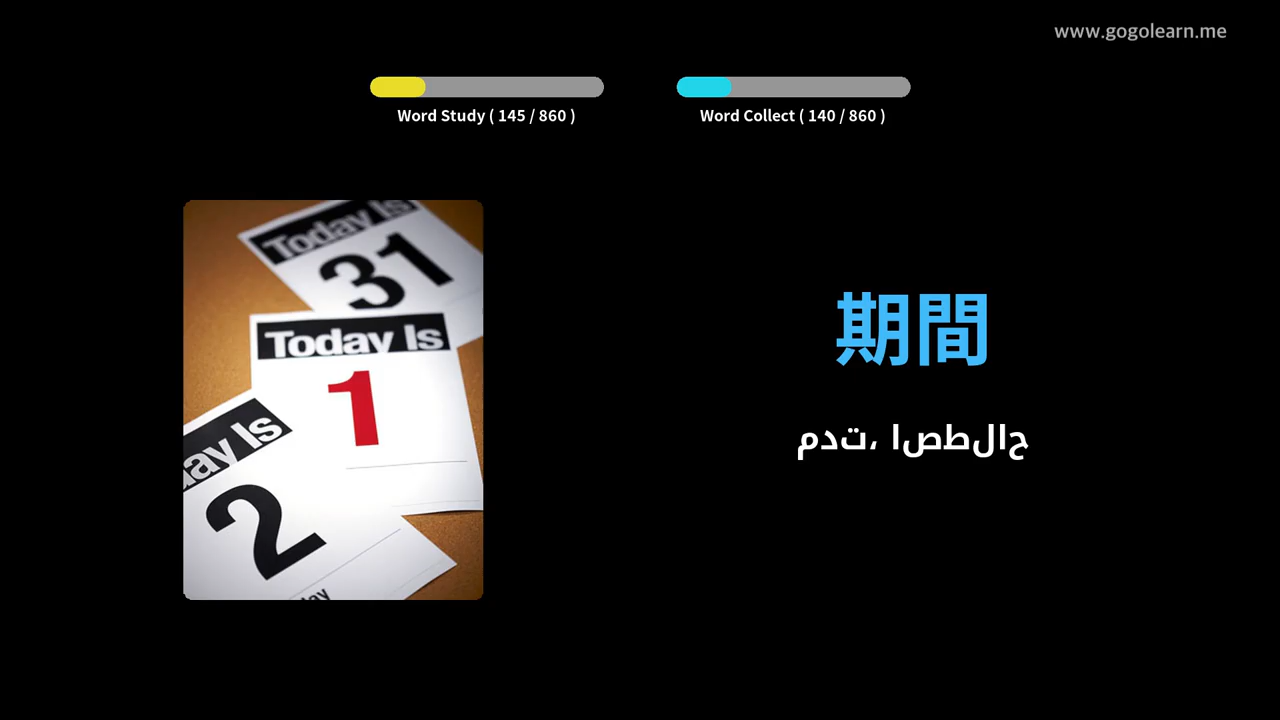 www.gogolearn.me
Word Study ( 145 / 860 )
Word Collect ( 140 / 860 )
Today Is
31
Today Is
1
ay Is
2
期間
مدت، اصطلاح